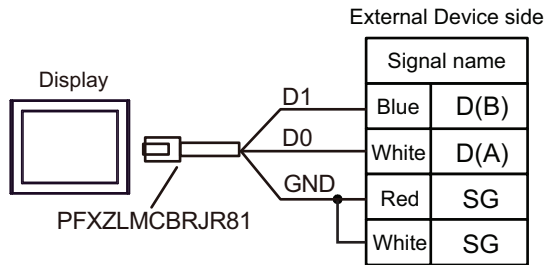 External Device side
Display
Signal name
D1
Blue D(B)
D0
White D(A)
GND
Red SG
White SG
PFXZLMCBRJR81